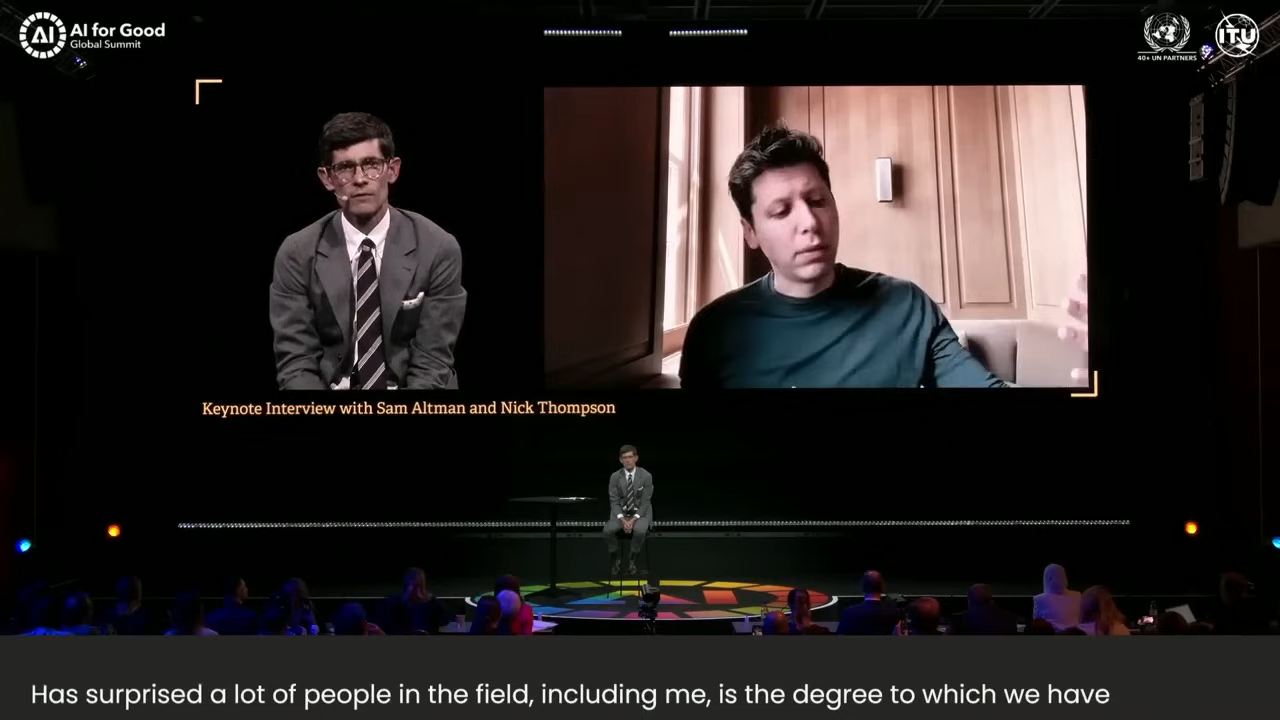 AI
AI for Good
Global Summit
40+ UN PARTNERS
ITU
Keynote Interview with Sam Altman and Nick Thompson
Has surprised a lot of people in the field, including me, is the degree to which we have